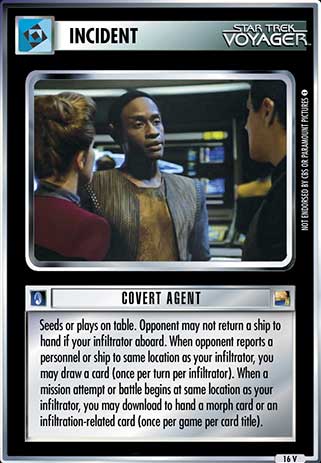 INCIDENT
STAR TREK
VOYAGER
NOT ENDORSED BY CBS OR PARAMOUNT PICTURES
COVERT AGENT
Seeds or plays on table. Opponent may not return a ship to
hand if your infiltrator aboard. When opponent reports a
personnel or ship to same location as your infiltrator, you
may draw a card (once per turn per infiltrator). When a
mission attempt or battle begins at same location as your
infiltrator, you may download to hand a morph card or an
infiltration-related card (once per game per card title).
16 V